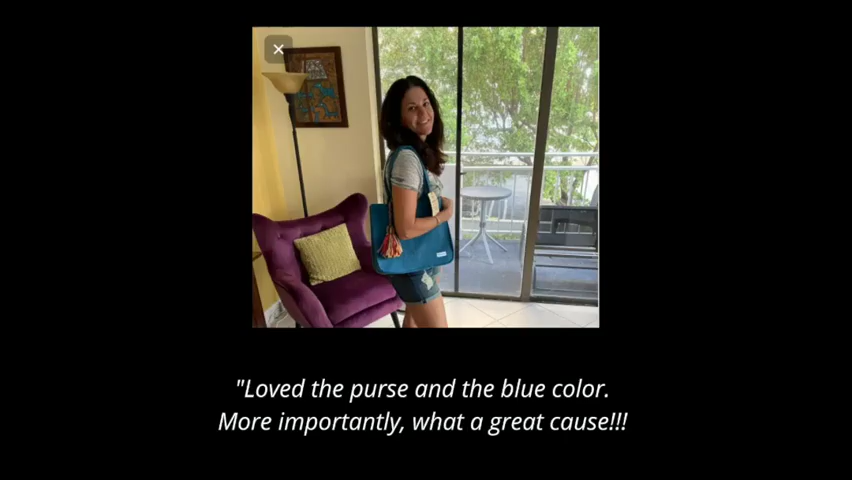 "Loved the purse and the blue color.
More importantly, what a great cause!!!